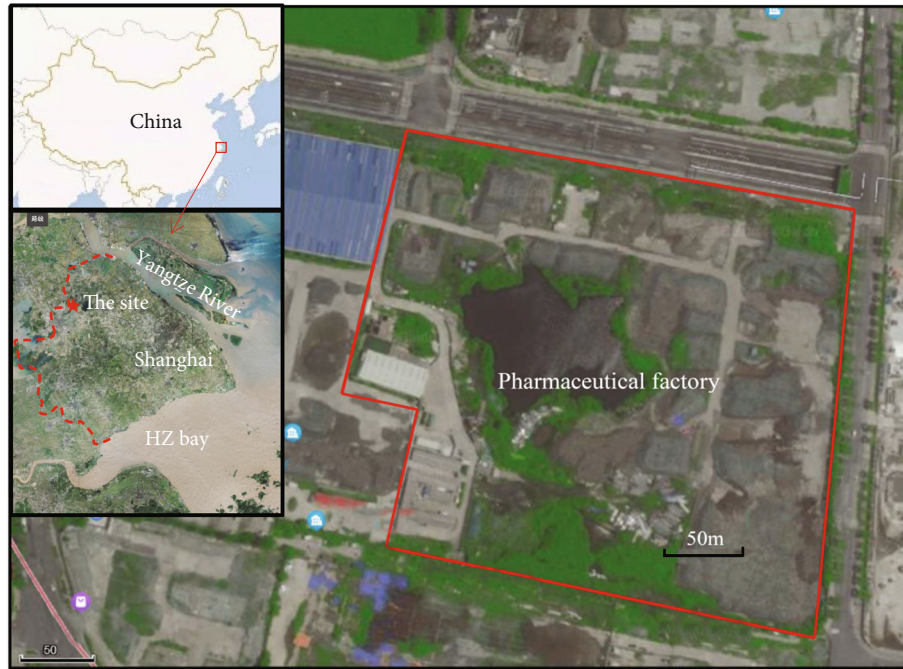 China
Yangtze River
The site
Shanghai
HZ bay
Pharmaceutical factory
50m
50